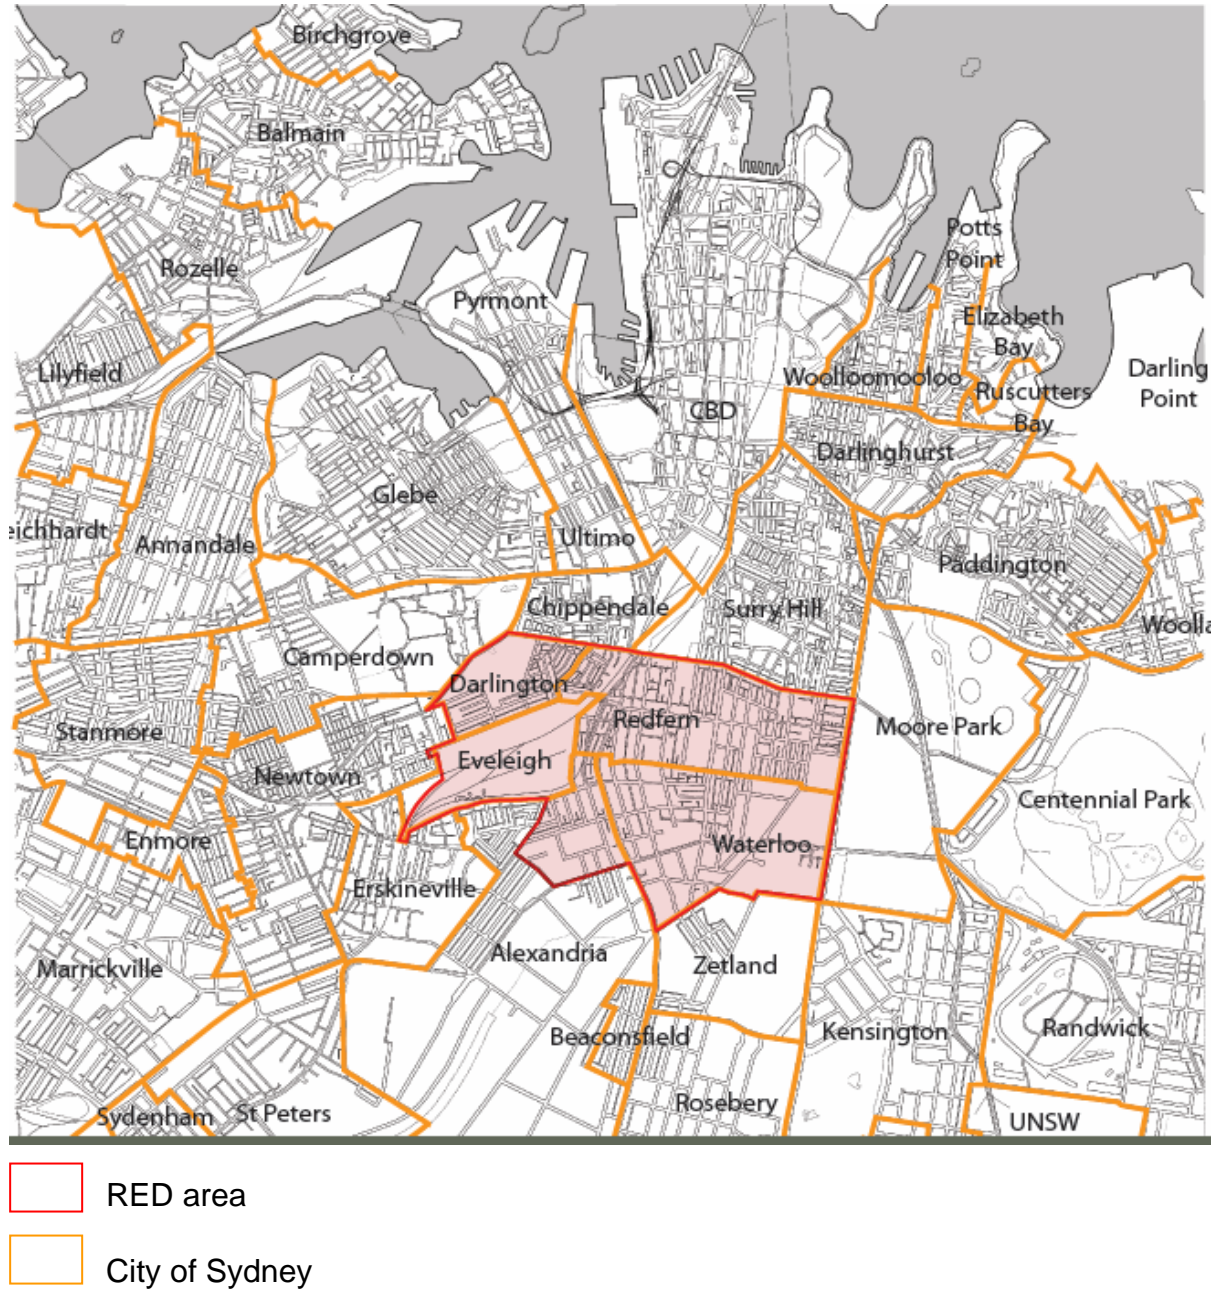 Birchgrove
Balmain
Potts
Point
Rozelle
Pyrmont
Elizabeth
Bay
Lilyfield
Woolloomooloo
Ruscutters
Bay
Darling
Point
CBD
Darlinghurst
Glebe
eichhardt
Annandale
Ultimo
Paddington
Chippendale
Surry Hill
Woolla
Camperdown
Darlington
Redfern
Moore Park
Stanmore
Eveleigh
Newtown
Centennial Park
Enmore
Waterloo
Erskineville
Alexandria
Zetland
Marrickville
Beaconsfield
Kensington
Randwick
Rosebery
Sydenham
St Peters
UNSW
RED area
City of Sydney